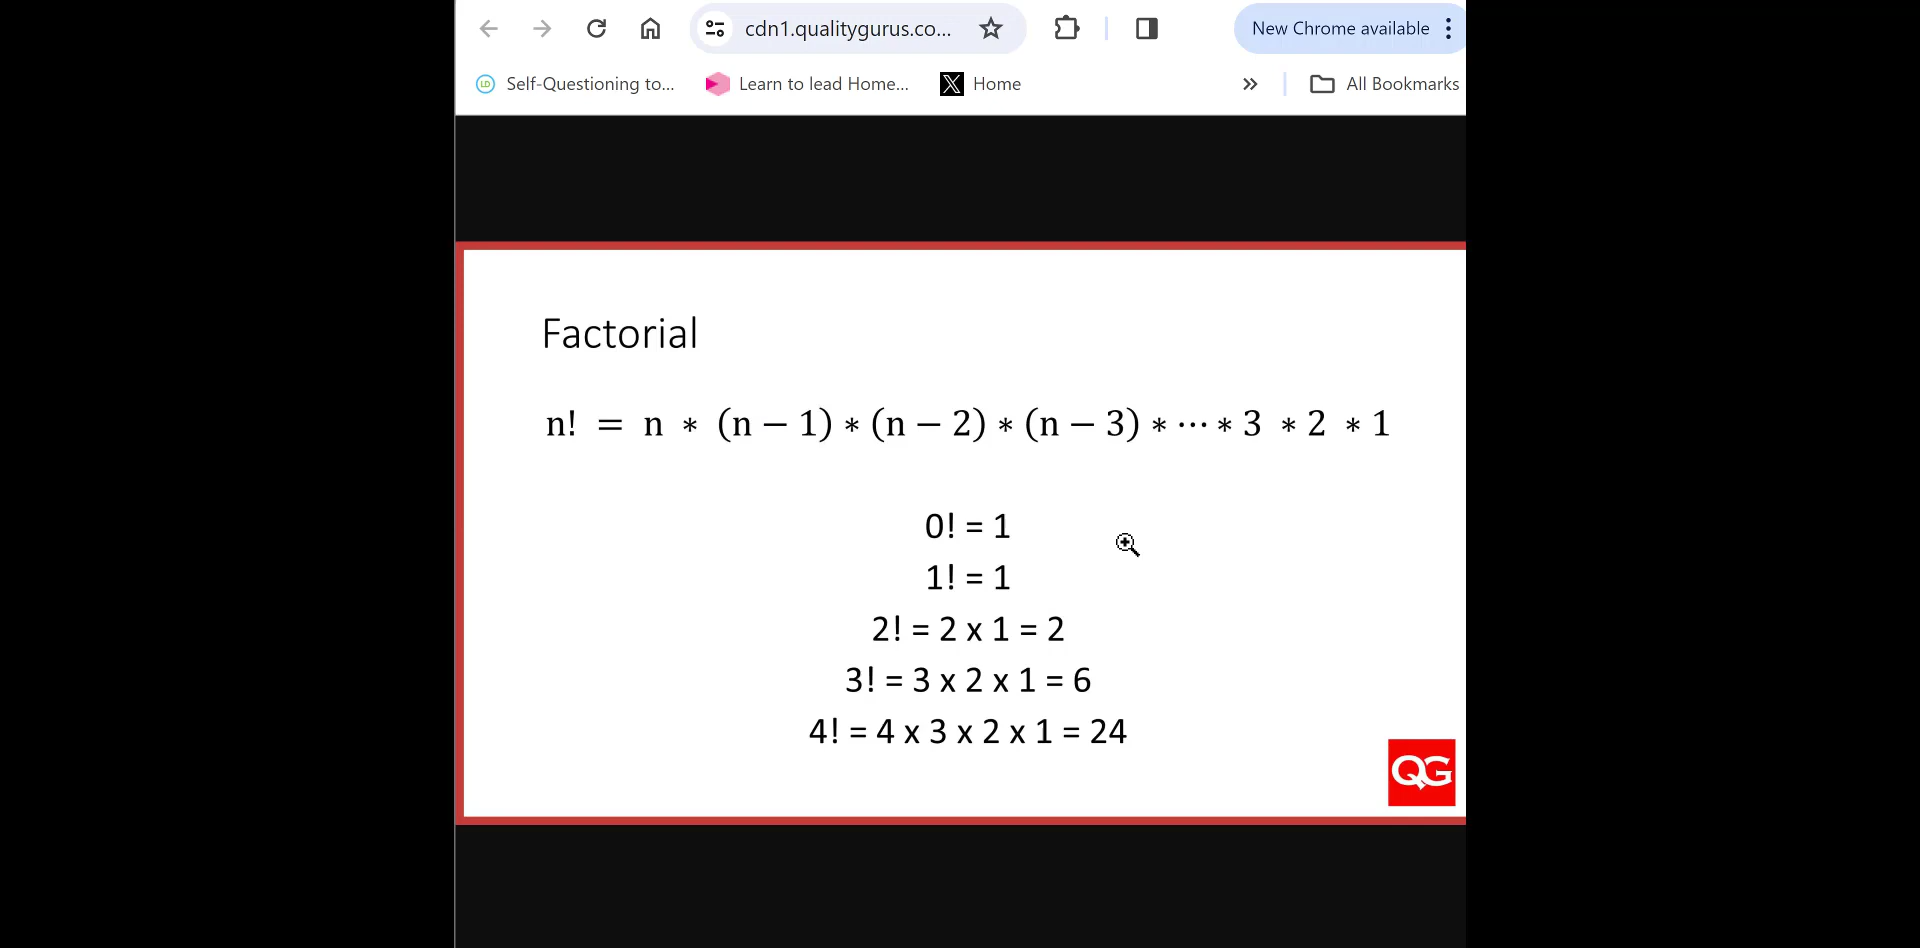 cdn1.qualitygurus.co...
New Chrome available
LD
Self-Questioning to...
Learn to lead Home...
Home
All Bookmarks
Factorial
n! = n * (n − 1) * (n − 2) * (n − 3) * ⋯ * 3 * 2 * 1
0! = 1
1! = 1
2! = 2 x 1 = 2
3! = 3 x 2 x 1 = 6
4! = 4 x 3 x 2 x 1 = 24
QG